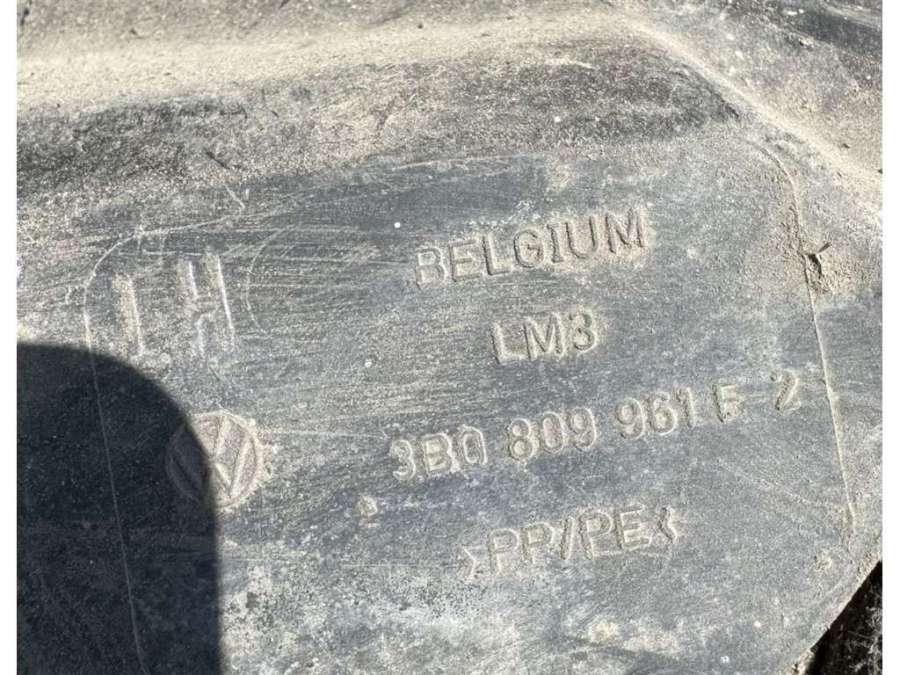 BELGIUM
LH
LM3
3B0 809 961 E 2
>PP/PE<